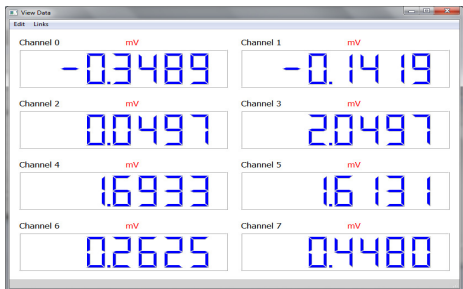 View Data
Edit Links
Channel 0 mV Channel 1 mV
-0.3489 -0.1419
Channel 2 mV Channel 3 mV
0.0497 2.0497
Channel 4 mV Channel 5 mV
1.6933 1.6131
Channel 6 mV Channel 7 mV
0.2625 0.4480